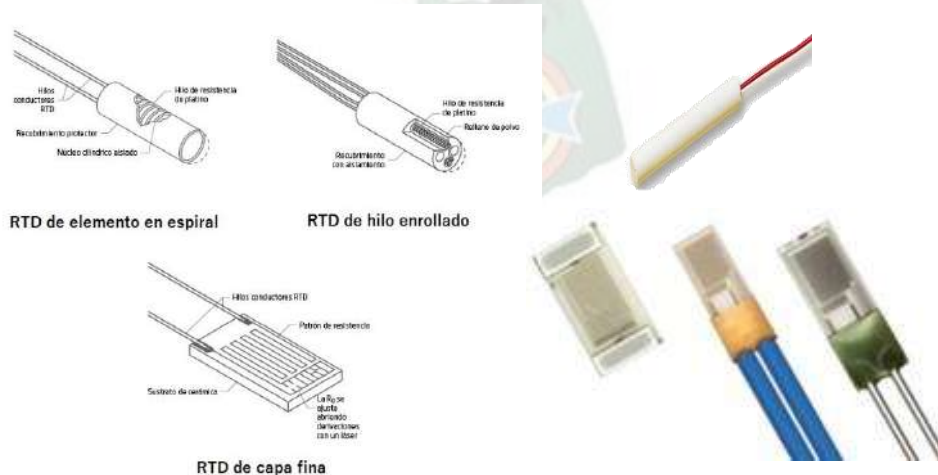 Hilos
conductores
RTD
Hilo de resistencia
de platino
Recubrimiento protector
Núcleo cilíndrico aislado
RTD de elemento en espiral
Hilo de resistencia
de platino
Relleno de polvo
Recubrimiento
con aislamiento
RTD de hilo enrollado
Hilos conductores RTD
Patrón de resistencia
Sustrato de cerámica
La R₀ se
ajusta
abriendo
derivaciones
con un láser
RTD de capa fina